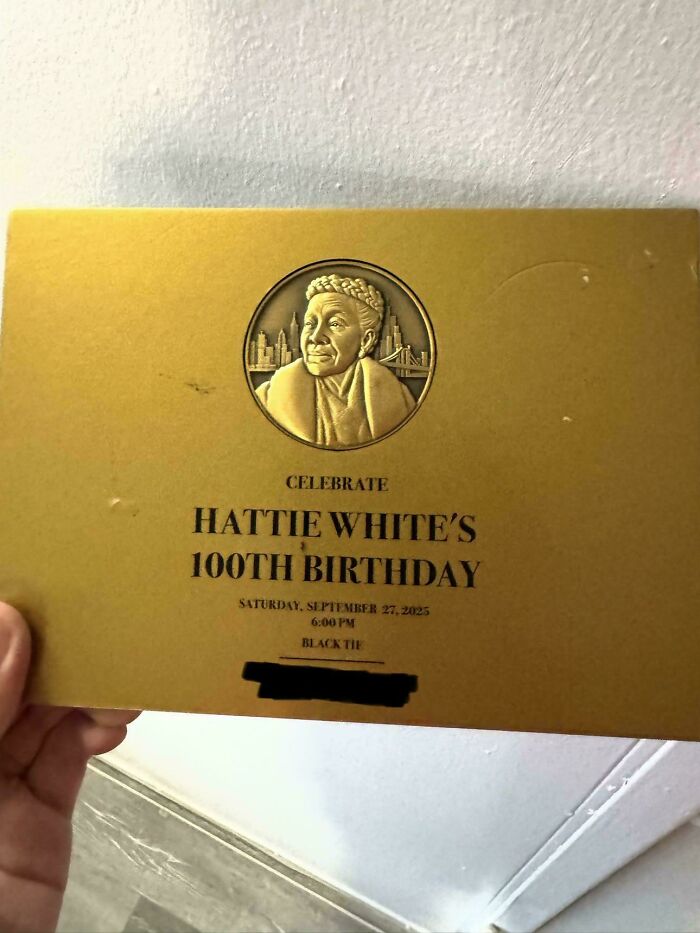 CELEBRATE
HATTIE WHITE'S
100TH BIRTHDAY
SATURDAY, SEPTEMBER 27, 2025
6:00 PM
BLACK TIE